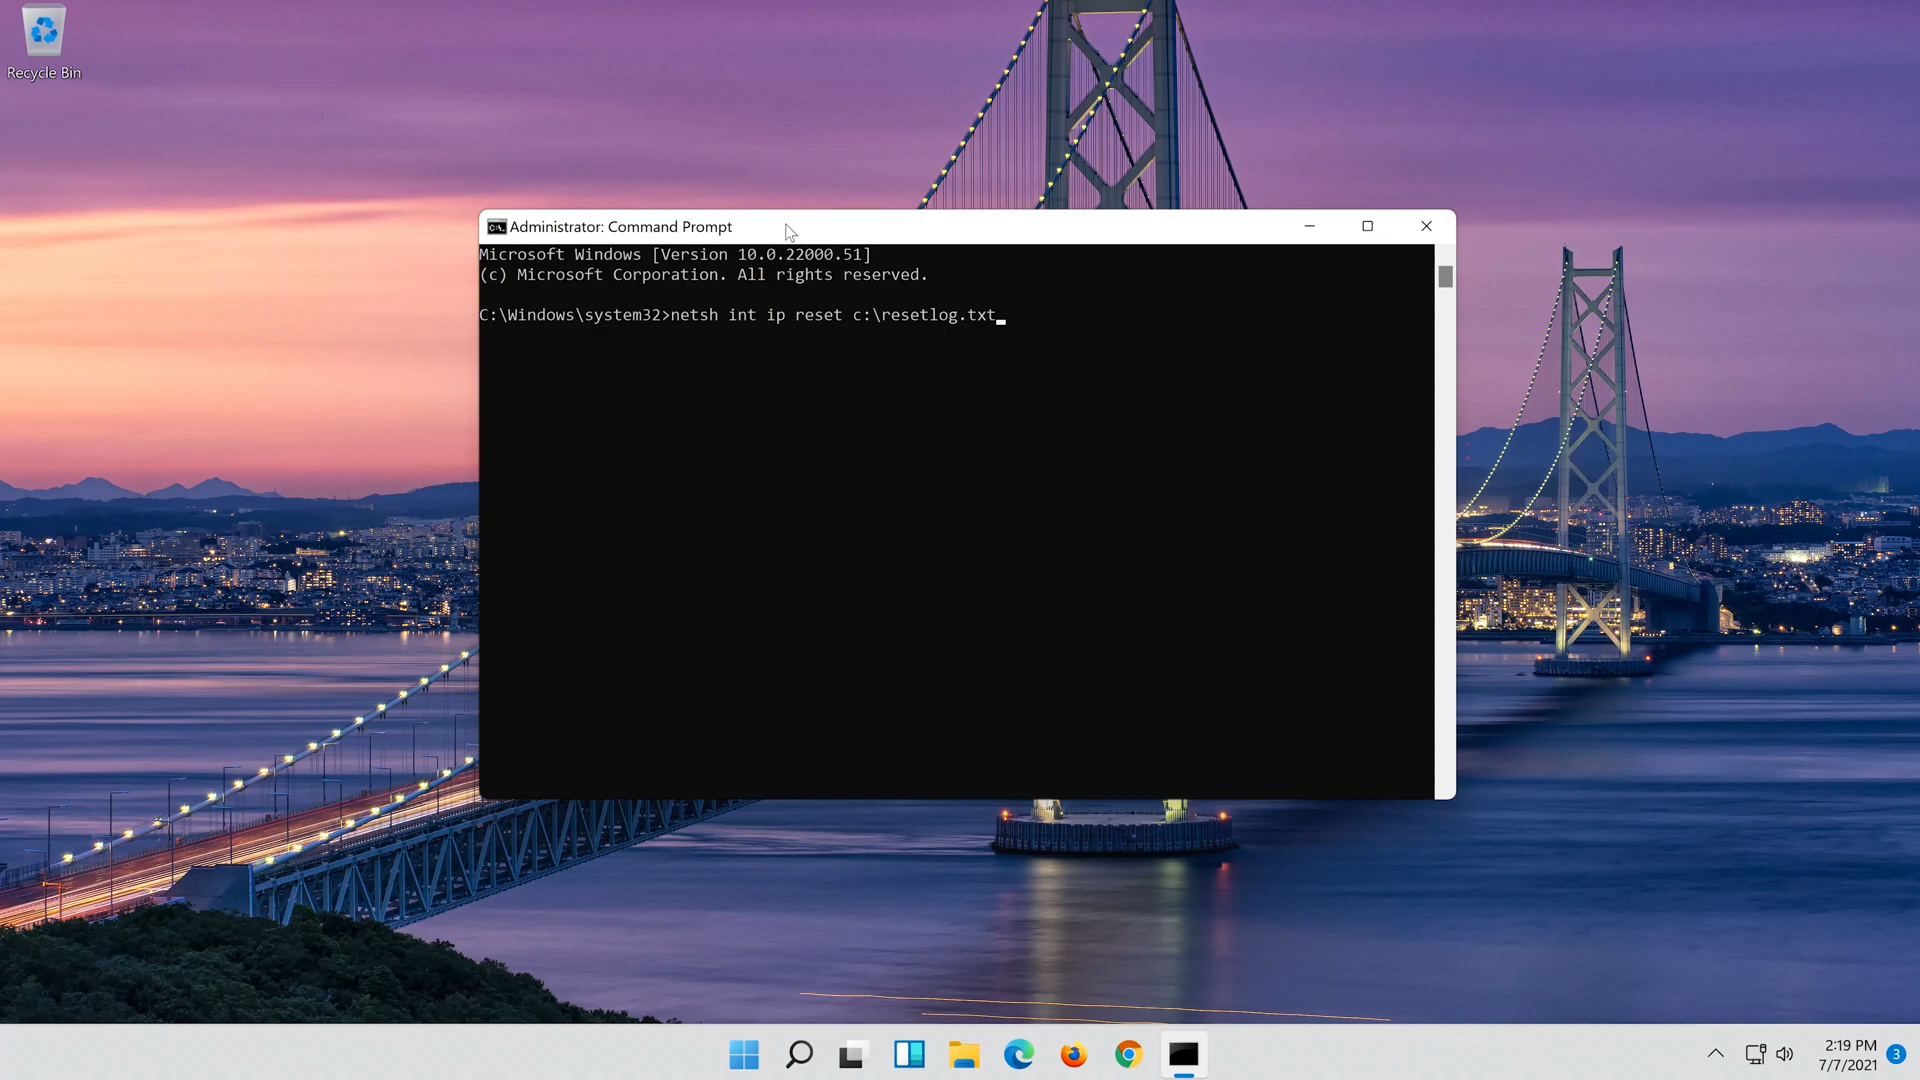 Recycle Bin
Administrator: Command Prompt
Microsoft Windows [Version 10.0.22000.51]
(c) Microsoft Corporation. All rights reserved.
C:\Windows\system32>netsh int ip reset c:\resetlog.txt
2:19 PM
7/7/2021
3